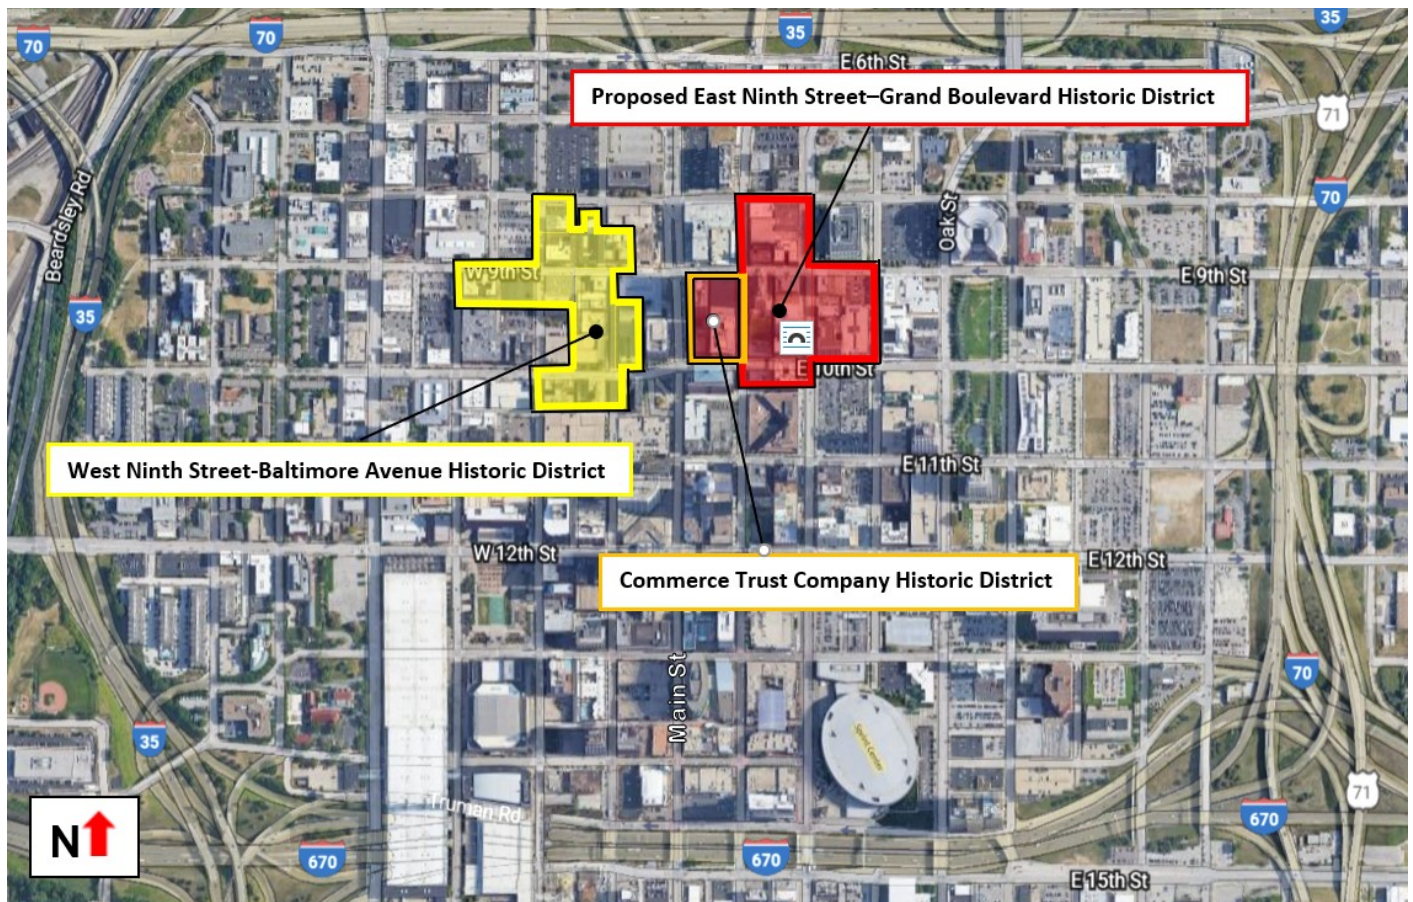 35
70
70
35
E 6th St
Proposed East Ninth Street–Grand Boulevard Historic District
71
Beardsley Rd
70
Oak St
W 9th St
E 9th St
35
E 10th St
West Ninth Street-Baltimore Avenue Historic District
E 11th St
W 12th St
E 12th St
Commerce Trust Company Historic District
Main St
70
35
Sprint Center
71
N
Truman Rd
670
670
670
E 15th St